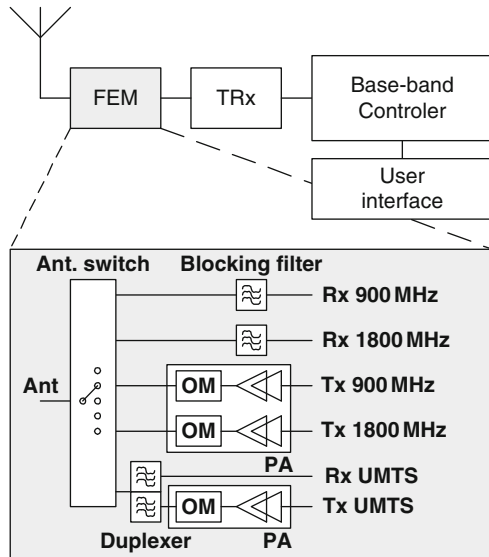 FEM
TRx
Base-band
Controler
User
interface
Ant. switch
Blocking filter
Rx 900 MHz
Rx 1800 MHz
Ant
OM
Tx 900 MHz
OM
Tx 1800 MHz
PA
Rx UMTS
OM
Tx UMTS
Duplexer
PA